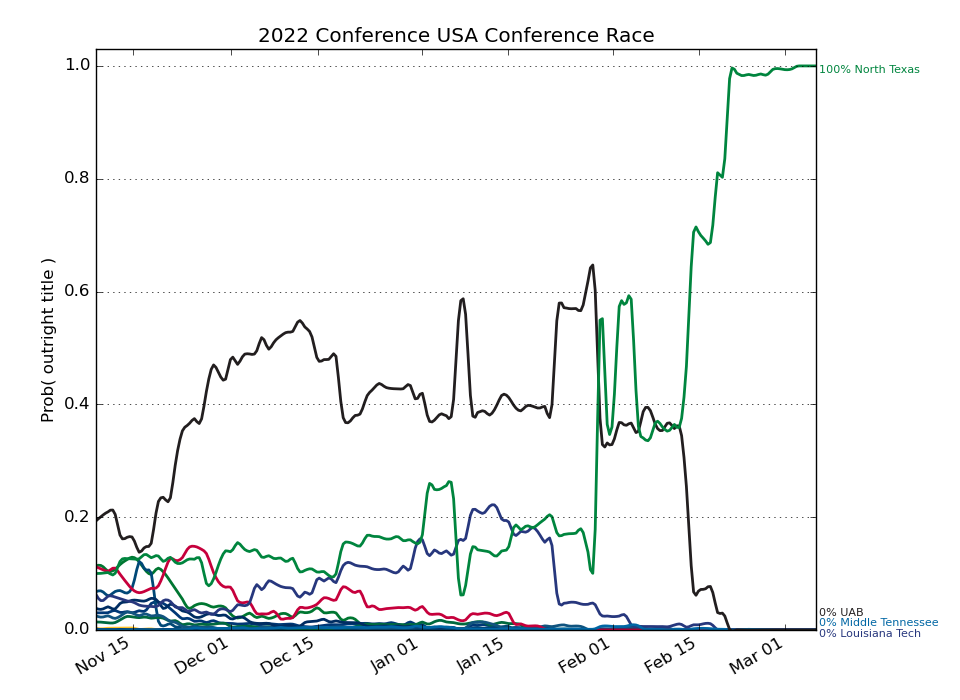 2022 Conference USA Conference Race
Prob( outright title )
1.0
0.8
0.6
0.4
0.2
0.0
100% North Texas
0% UAB
0% Middle Tennessee
0% Louisiana Tech
Nov 15
Dec 01
Dec 15
Jan 01
Jan 15
Feb 01
Feb 15
Mar 01